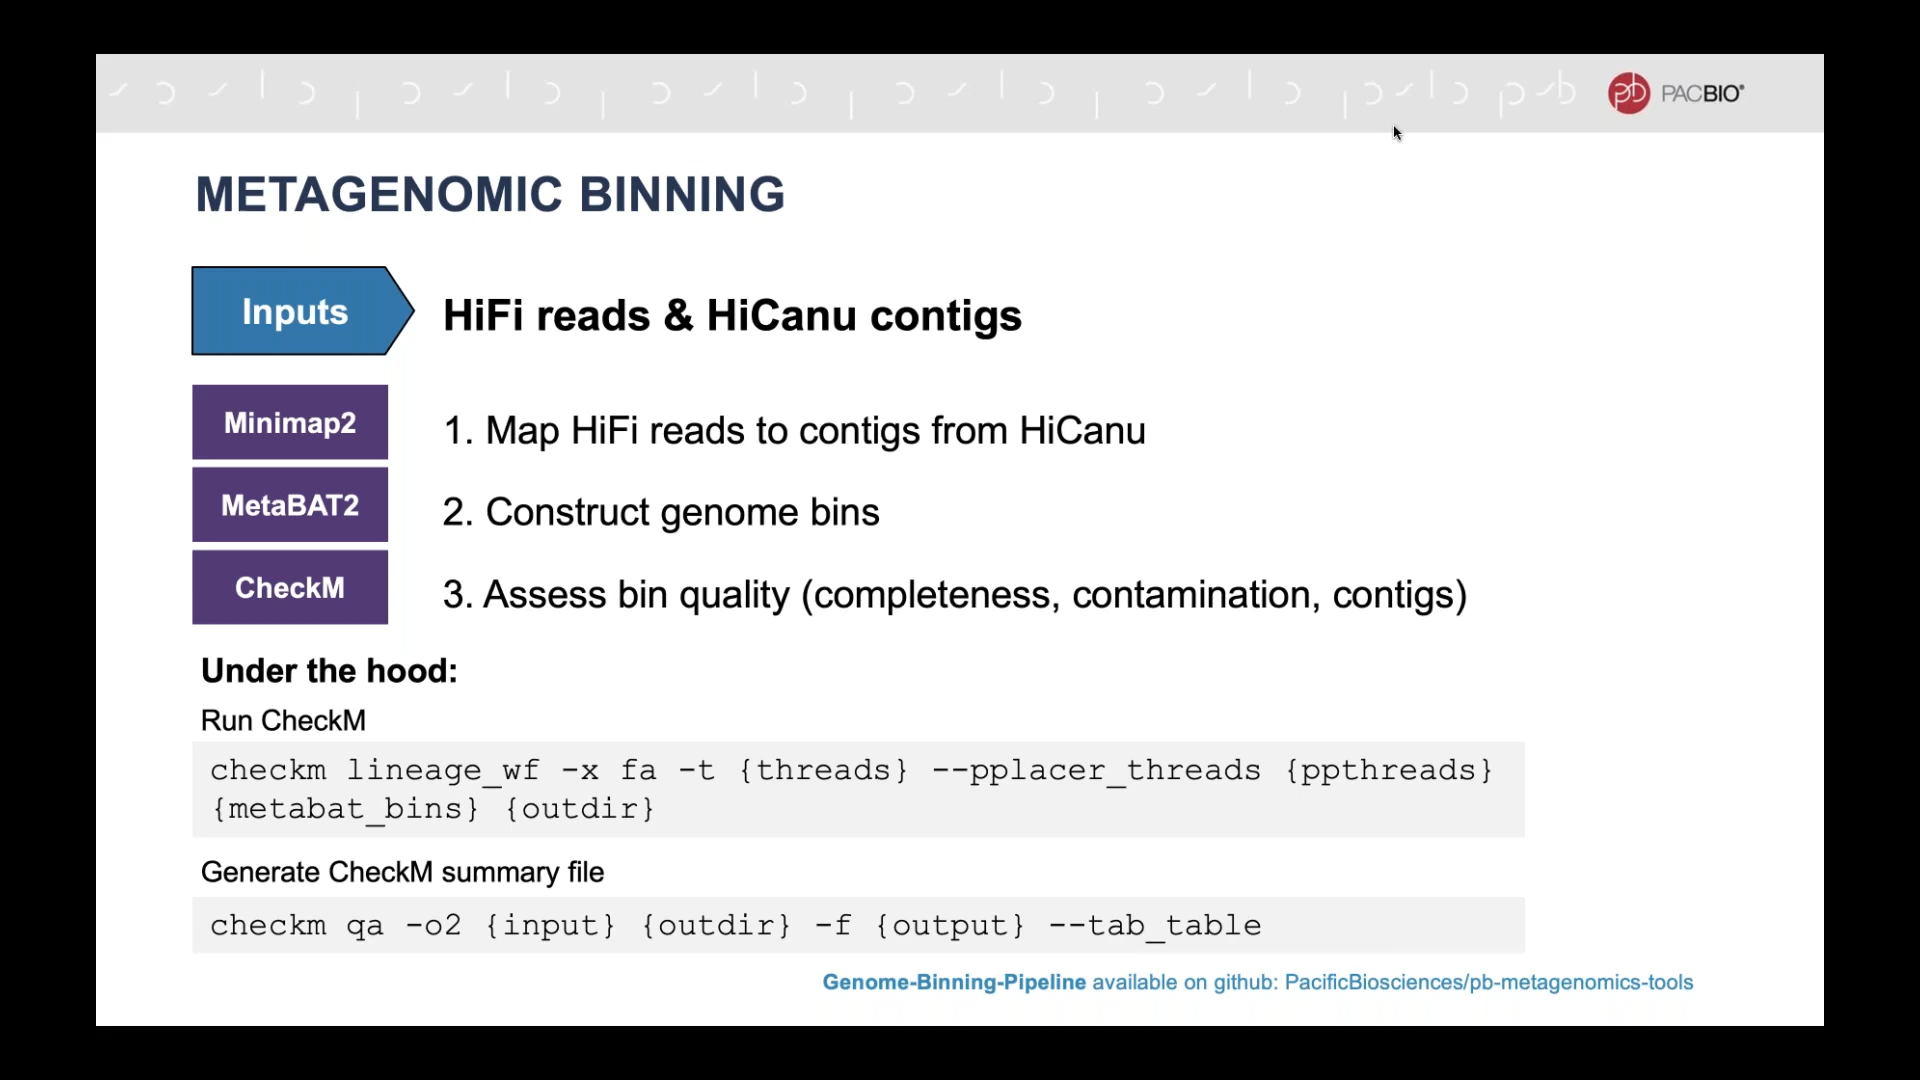 PACBIO®
METAGENOMIC BINNING
Inputs
HiFi reads & HiCanu contigs
Minimap2
1. Map HiFi reads to contigs from HiCanu
MetaBAT2
2. Construct genome bins
CheckM
3. Assess bin quality (completeness, contamination, contigs)
Under the hood:
Run CheckM
checkm lineage_wf -x fa -t {threads} --pplacer_threads {ppthreads}
{metabat_bins} {outdir}
Generate CheckM summary file
checkm qa -o2 {input} {outdir} -f {output} --tab_table
Genome-Binning-Pipeline available on github: PacificBiosciences/pb-metagenomics-tools